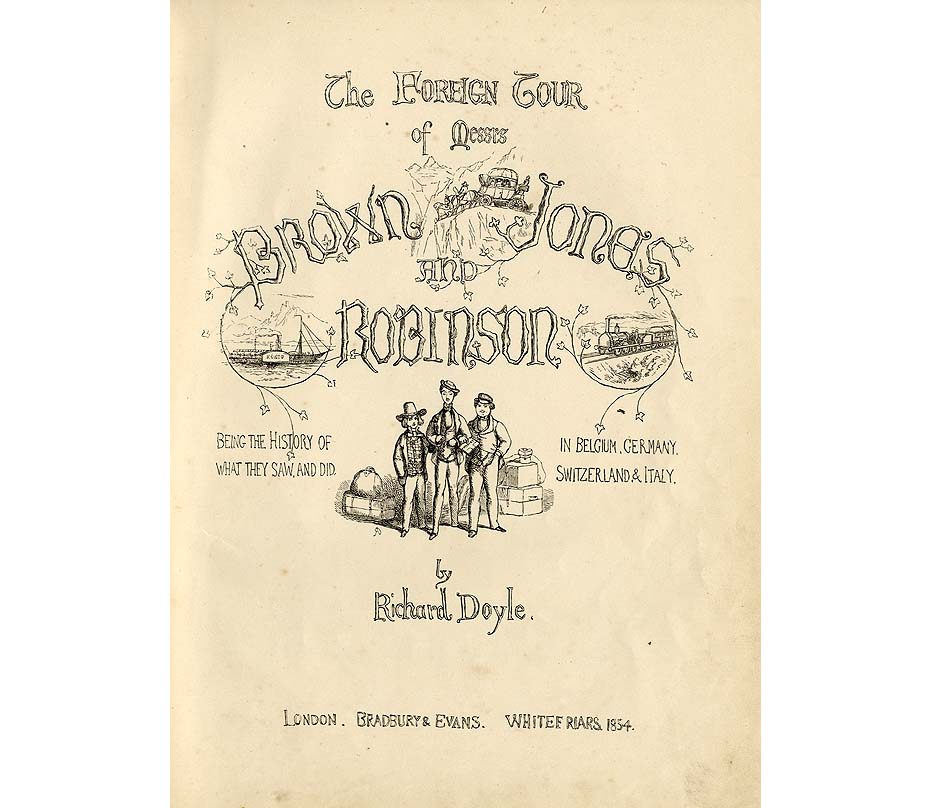 The Foreign Tour
of Messrs
Brown Jones
and
Robinson
Being the History of
what they saw, and did.
in Belgium, Germany,
Switzerland & Italy.
by
Richard Doyle.
London. Bradbury & Evans. Whitefriars 1854.